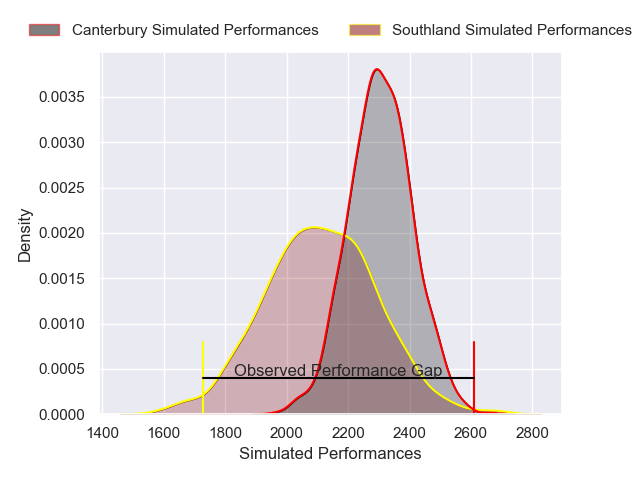 Canterbury Simulated Performances Southland Simulated Performances
0.0035
0.0030
0.0025
0.0020
0.0015
0.0010
0.0005
0.0000
Density
Observed Performance Gap
1400 1600 1800 2000 2200 2400 2600 2800
Simulated Performances